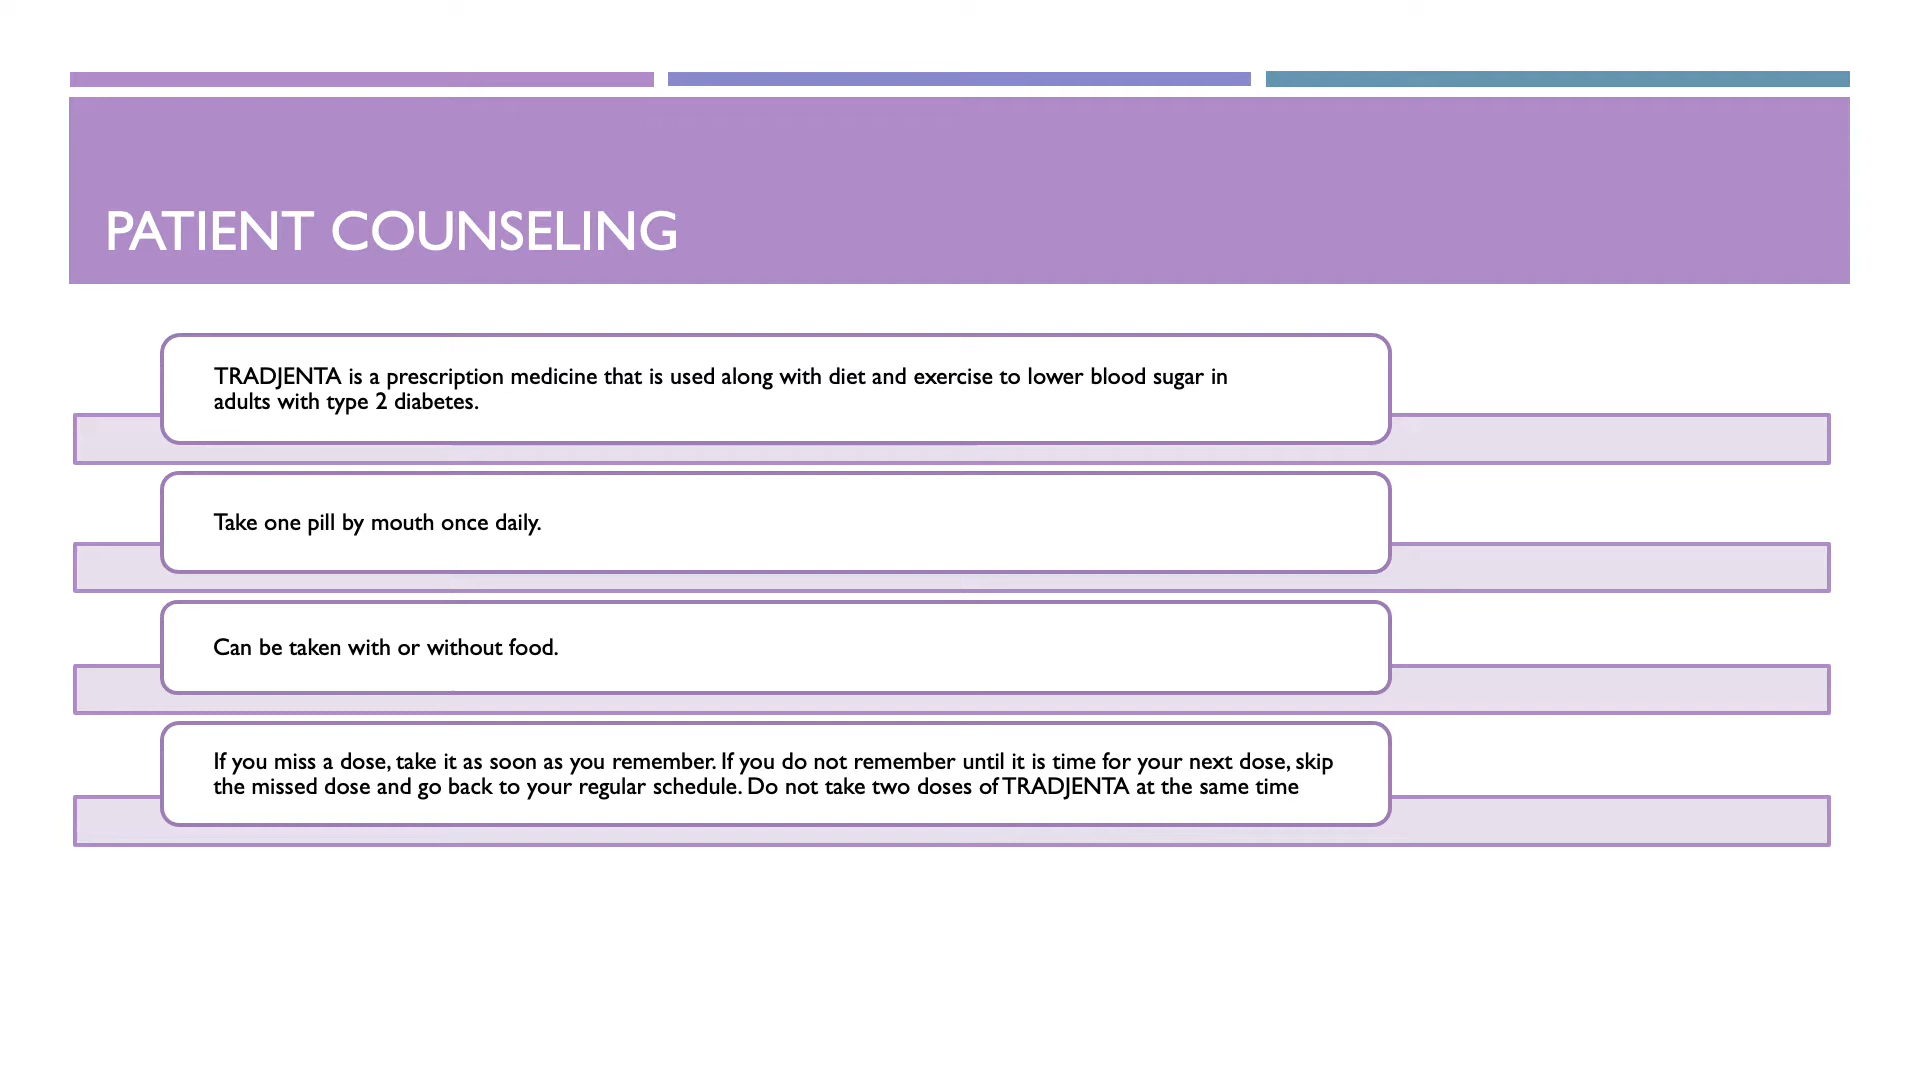 PATIENT COUNSELING
TRADJENTA is a prescription medicine that is used along with diet and exercise to lower blood sugar in
adults with type 2 diabetes.
Take one pill by mouth once daily.
Can be taken with or without food.
If you miss a dose, take it as soon as you remember. If you do not remember until it is time for your next dose, skip
the missed dose and go back to your regular schedule. Do not take two doses of TRADJENTA at the same time